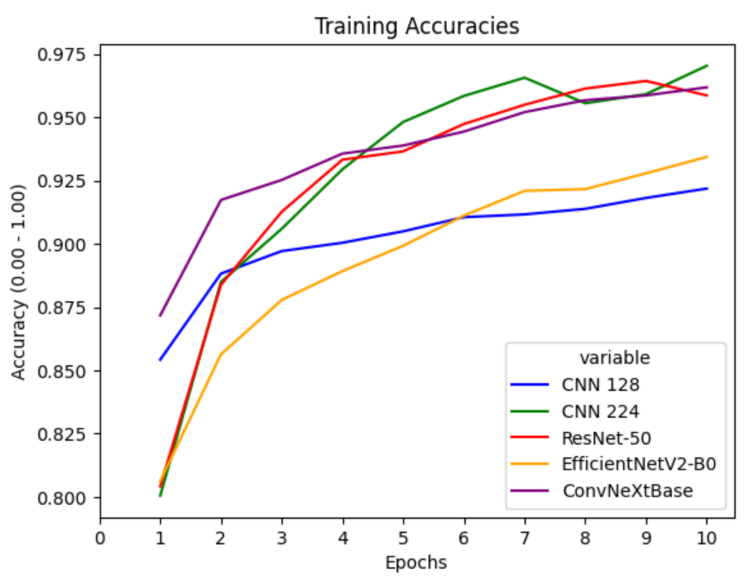 Training Accuracies
Accuracy (0.00 - 1.00)
0.975
0.950
0.925
0.900
0.875
0.850
0.825
0.800
variable
CNN 128
CNN 224
ResNet-50
EfficientNetV2-B0
ConvNeXtBase
0 1 2 3 4 5 6 7 8 9 10
Epochs